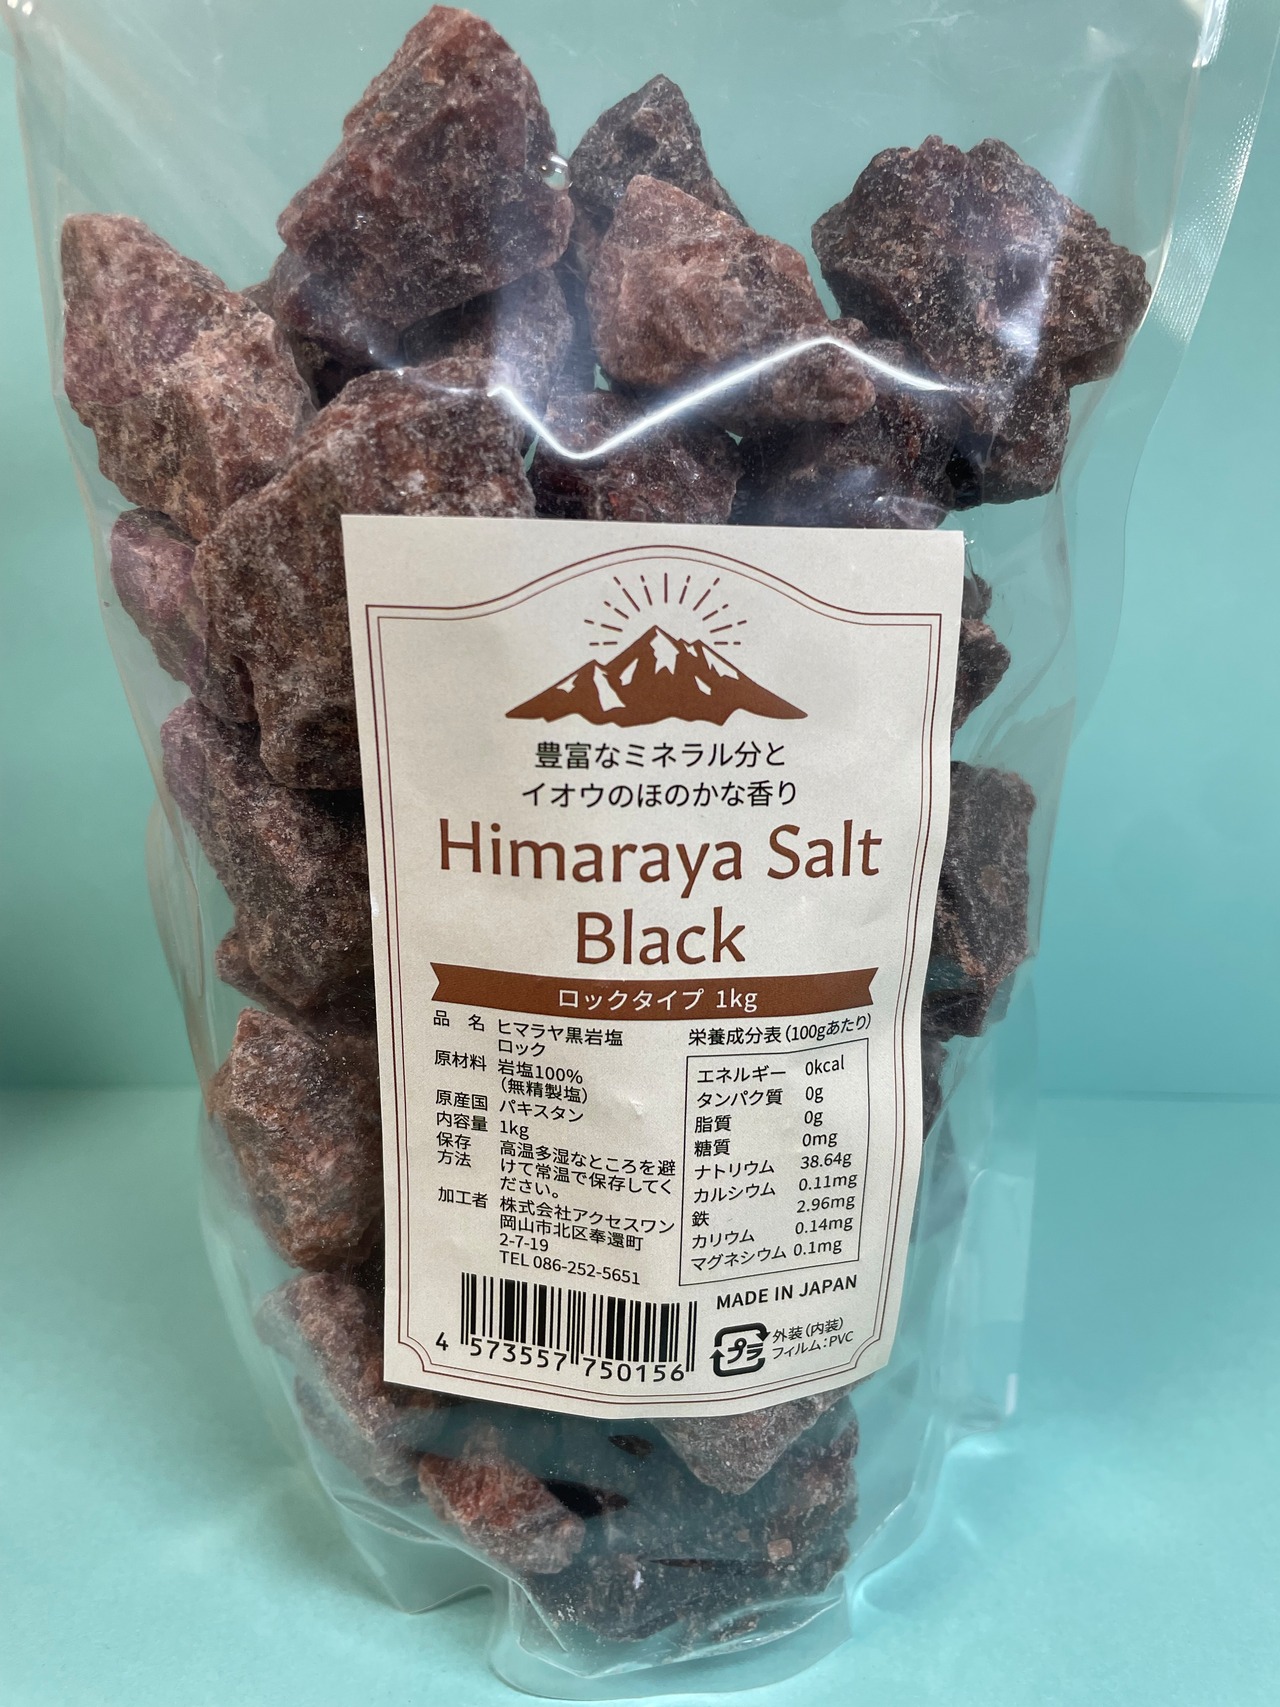 豊富なミネラル分と
イオウのほのかな香り
Himaraya Salt
Black
ロックタイプ 1kg
品 名 ヒマラヤ黒岩塩
ロック
原材料 岩塩100%
(無精製塩)
原産国 パキスタン
内容量 1kg
保存
方法
高温多湿なところを避
けて常温で保存してく
ださい。
加工者 株式会社アクセスワン
岡山市北区奉還町
2-7-19
TEL 086-252-5651
栄養成分表(100gあたり)
エネルギー 0kcal
タンパク質 0g
脂質 0g
糖質 0mg
ナトリウム 38.64g
カルシウム 0.11mg
鉄 2.96mg
カリウム 0.14mg
マグネシウム 0.1mg
MADE IN JAPAN
4 573557 750156
プラ
外装(内装)
フィルム:PVC